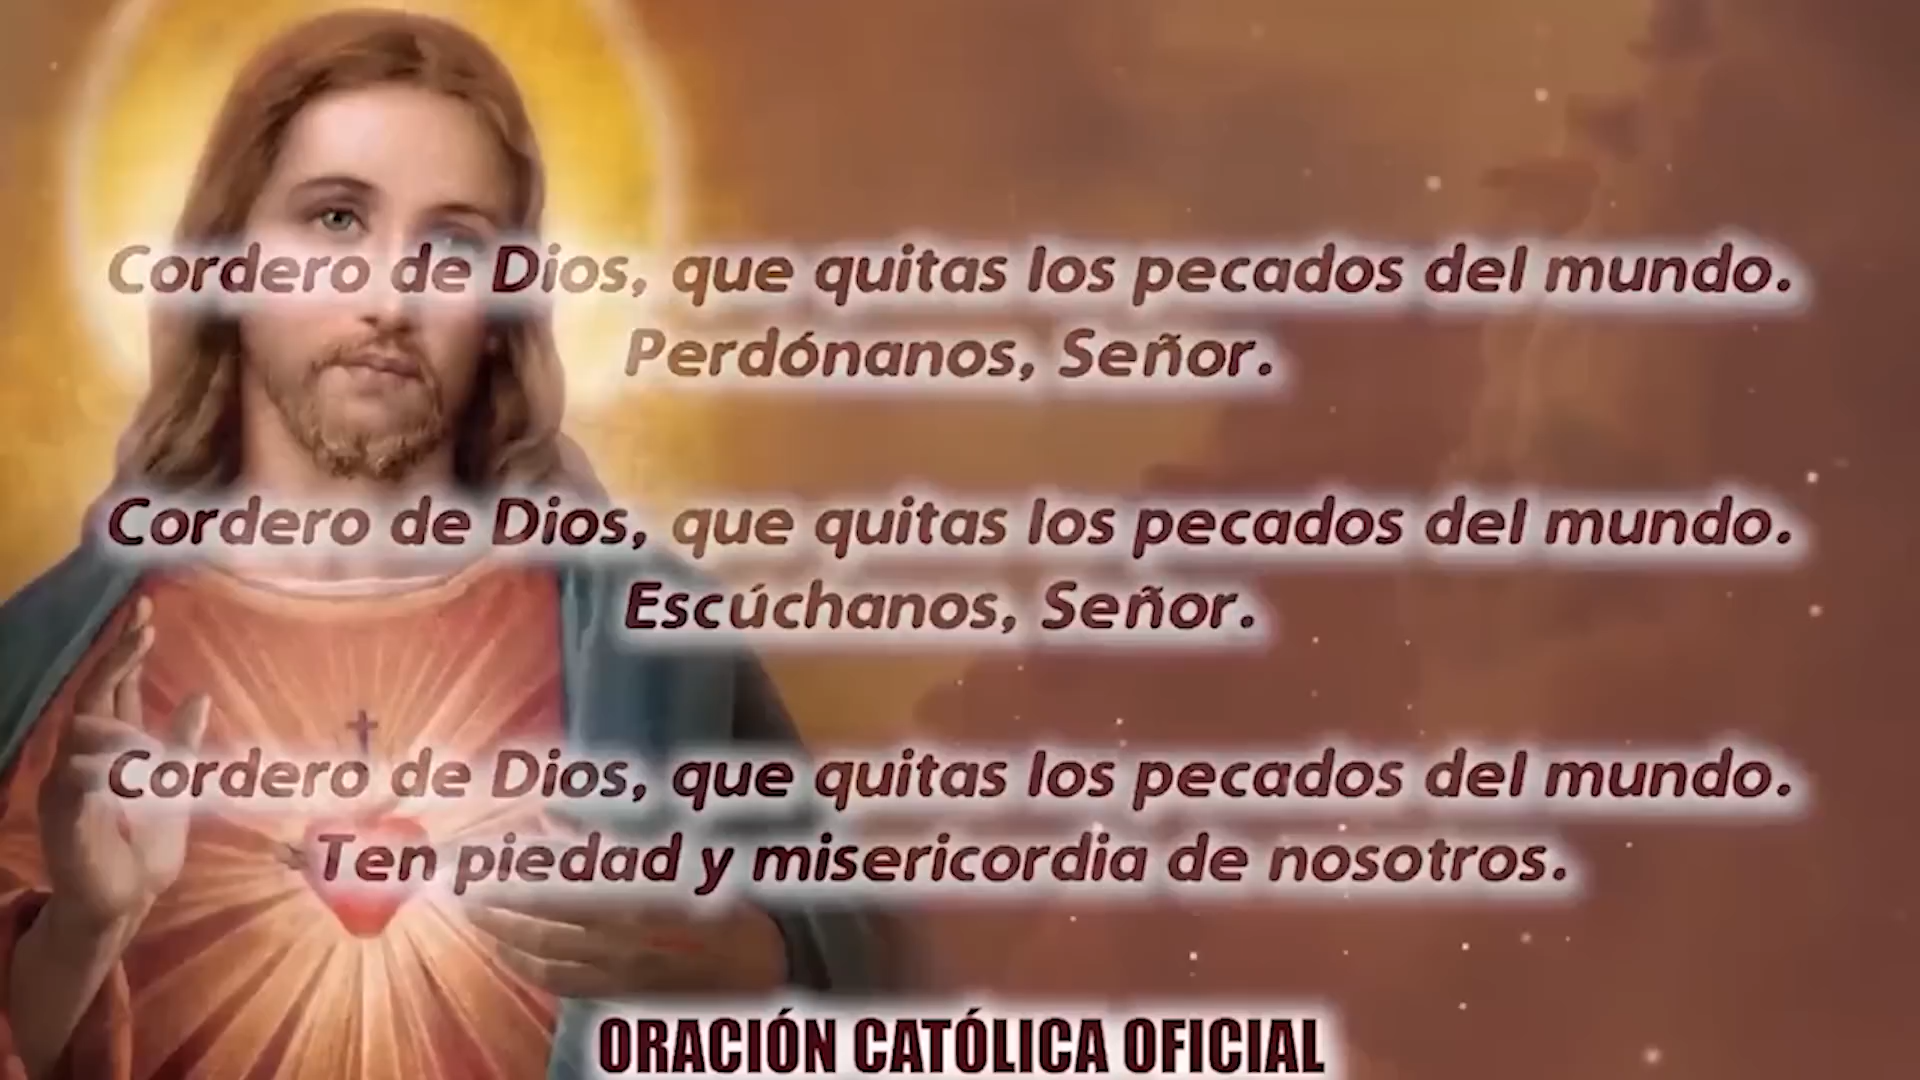 Cordero de Dios, que quitas los pecados del mundo.
Perdónanos, Señor.
Cordero de Dios, que quitas los pecados del mundo.
Escúchanos, Señor.
Cordero de Dios, que quitas los pecados del mundo.
Ten piedad y misericordia de nosotros.
ORACIÓN CATÓLICA OFICIAL